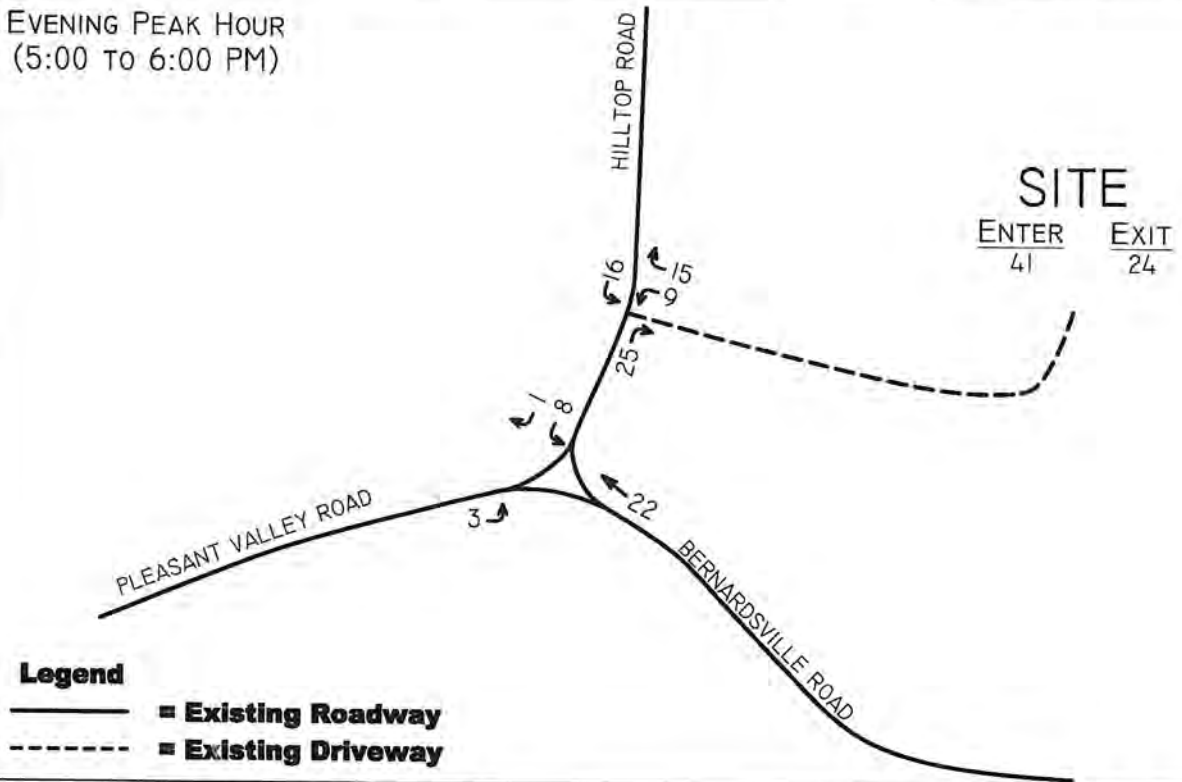 EVENING PEAK HOUR
(5:00 TO 6:00 PM)
HILLTOP ROAD
SITE
ENTER EXIT
41 24
16
15
9
25
1
8
3
22
PLEASANT VALLEY ROAD
BERNARDSVILLE ROAD
Legend
= Existing Roadway
= Existing Driveway